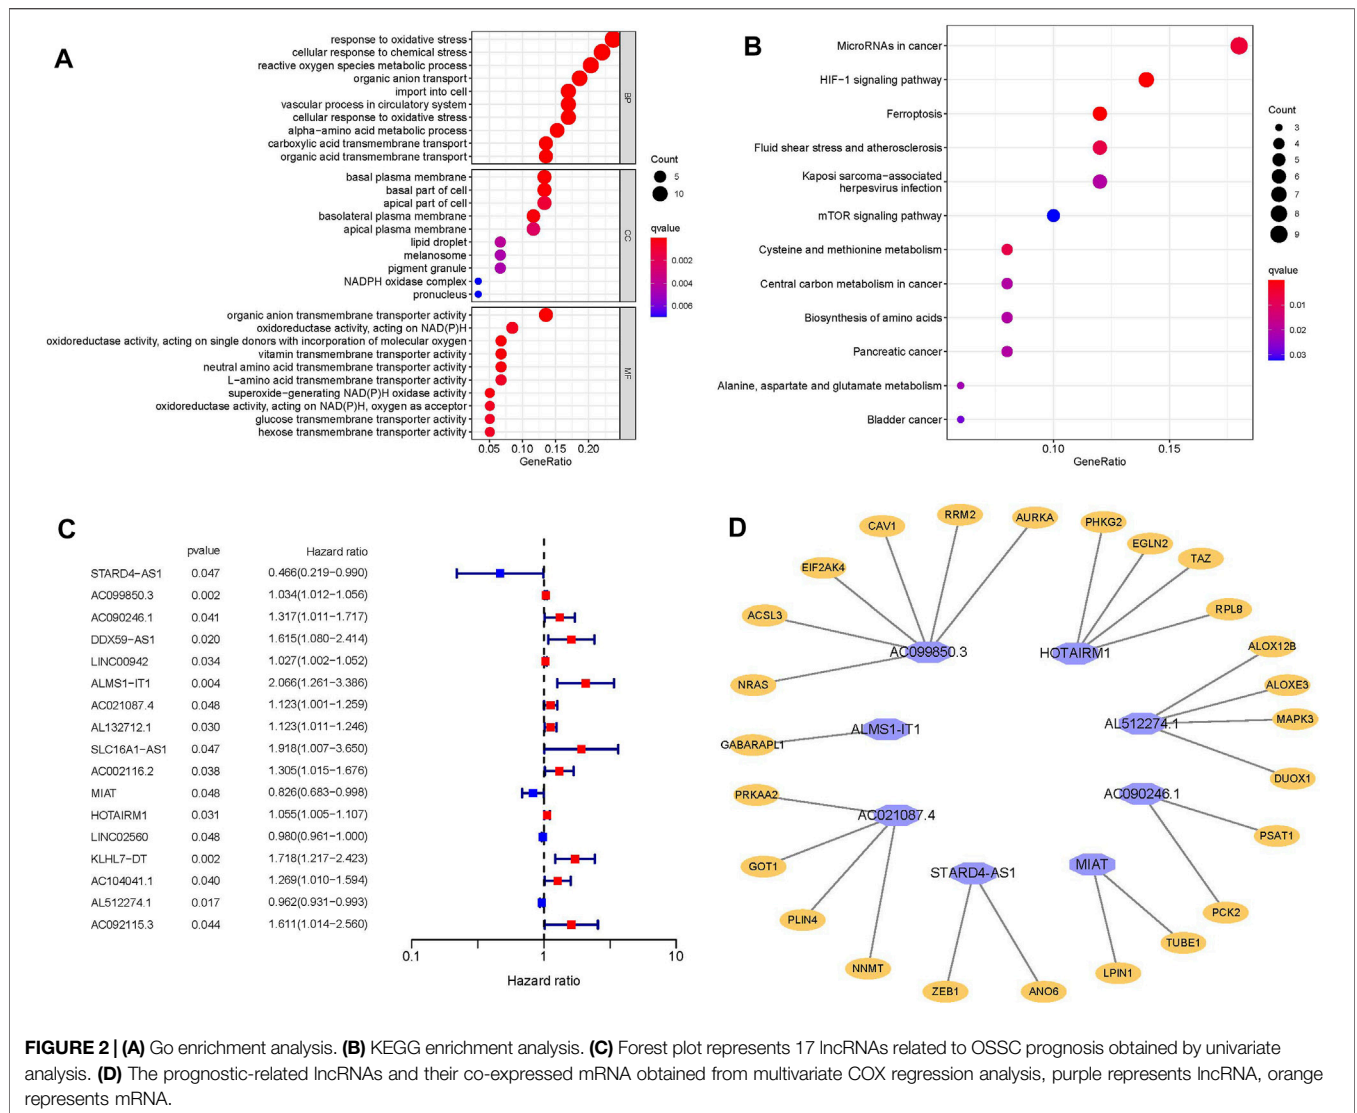 A
response to oxidative stress
cellular response to chemical stress
reactive oxygen species metabolic process
organic anion transport
import into cell
vascular process in circulatory system
cellular response to oxidative stress
alpha−amino acid metabolic process
carboxylic acid transmembrane transport
organic acid transmembrane transport
BP
basal plasma membrane
basal part of cell
apical part of cell
basolateral plasma membrane
apical plasma membrane
lipid droplet
melanosome
pigment granule
NADPH oxidase complex
pronucleus
CC
organic anion transmembrane transporter activity
oxidoreductase activity, acting on NAD(P)H
oxidoreductase activity, acting on single donors with incorporation of molecular oxygen
vitamin transmembrane transporter activity
neutral amino acid transmembrane transporter activity
L−amino acid transmembrane transporter activity
superoxide−generating NAD(P)H oxidase activity
oxidoreductase activity, acting on NAD(P)H, oxygen as acceptor
glucose transmembrane transporter activity
hexose transmembrane transporter activity
MF
0.05 0.10 0.15 0.20
GeneRatio
Count
5
10
qvalue
0.002
0.004
0.006
B
MicroRNAs in cancer
HIF−1 signaling pathway
Ferroptosis
Fluid shear stress and atherosclerosis
Kaposi sarcoma−associated
herpesvirus infection
mTOR signaling pathway
Cysteine and methionine metabolism
Central carbon metabolism in cancer
Biosynthesis of amino acids
Pancreatic cancer
Alanine, aspartate and glutamate metabolism
Bladder cancer
0.10 0.15
GeneRatio
Count
3
4
5
6
7
8
9
qvalue
0.01
0.02
0.03
C
pvalue Hazard ratio
STARD4−AS1 0.047 0.466(0.219−0.990)
AC099850.3 0.002 1.034(1.012−1.056)
AC090246.1 0.041 1.317(1.011−1.717)
DDX59−AS1 0.020 1.615(1.080−2.414)
LINC00942 0.034 1.027(1.002−1.052)
ALMS1−IT1 0.004 2.066(1.261−3.386)
AC021087.4 0.048 1.123(1.001−1.259)
AL132712.1 0.030 1.123(1.011−1.246)
SLC16A1−AS1 0.047 1.918(1.007−3.650)
AC002116.2 0.038 1.305(1.015−1.676)
MIAT 0.048 0.826(0.683−0.998)
HOTAIRM1 0.031 1.055(1.005−1.107)
LINC02560 0.048 0.980(0.961−1.000)
KLHL7−DT 0.002 1.718(1.217−2.423)
AC104041.1 0.040 1.269(1.010−1.594)
AL512274.1 0.017 0.962(0.931−0.993)
AC092115.3 0.044 1.611(1.014−2.560)
0.1 1 10
Hazard ratio
D
CAV1
RRM2
AURKA
EIF2AK4
ACSL3
NRAS
AC099850.3
PHKG2
EGLN2
TAZ
RPL8
HOTAIRM1
ALOX12B
ALOXE3
MAPK3
DUOX1
AL512274.1
ALMS1-IT1
GABARAPL1
PRKAA2
GOT1
PLIN4
NNMT
AC021087.4
AC090246.1
PSAT1
PCK2
STARD4-AS1
ZEB1
ANO6
MIAT
TUBE1
LPIN1
FIGURE 2 | (A) Go enrichment analysis. (B) KEGG enrichment analysis. (C) Forest plot represents 17 lncRNAs related to OSSC prognosis obtained by univariate
analysis. (D) The prognostic-related lncRNAs and their co-expressed mRNA obtained from multivariate COX regression analysis, purple represents lncRNA, orange
represents mRNA.